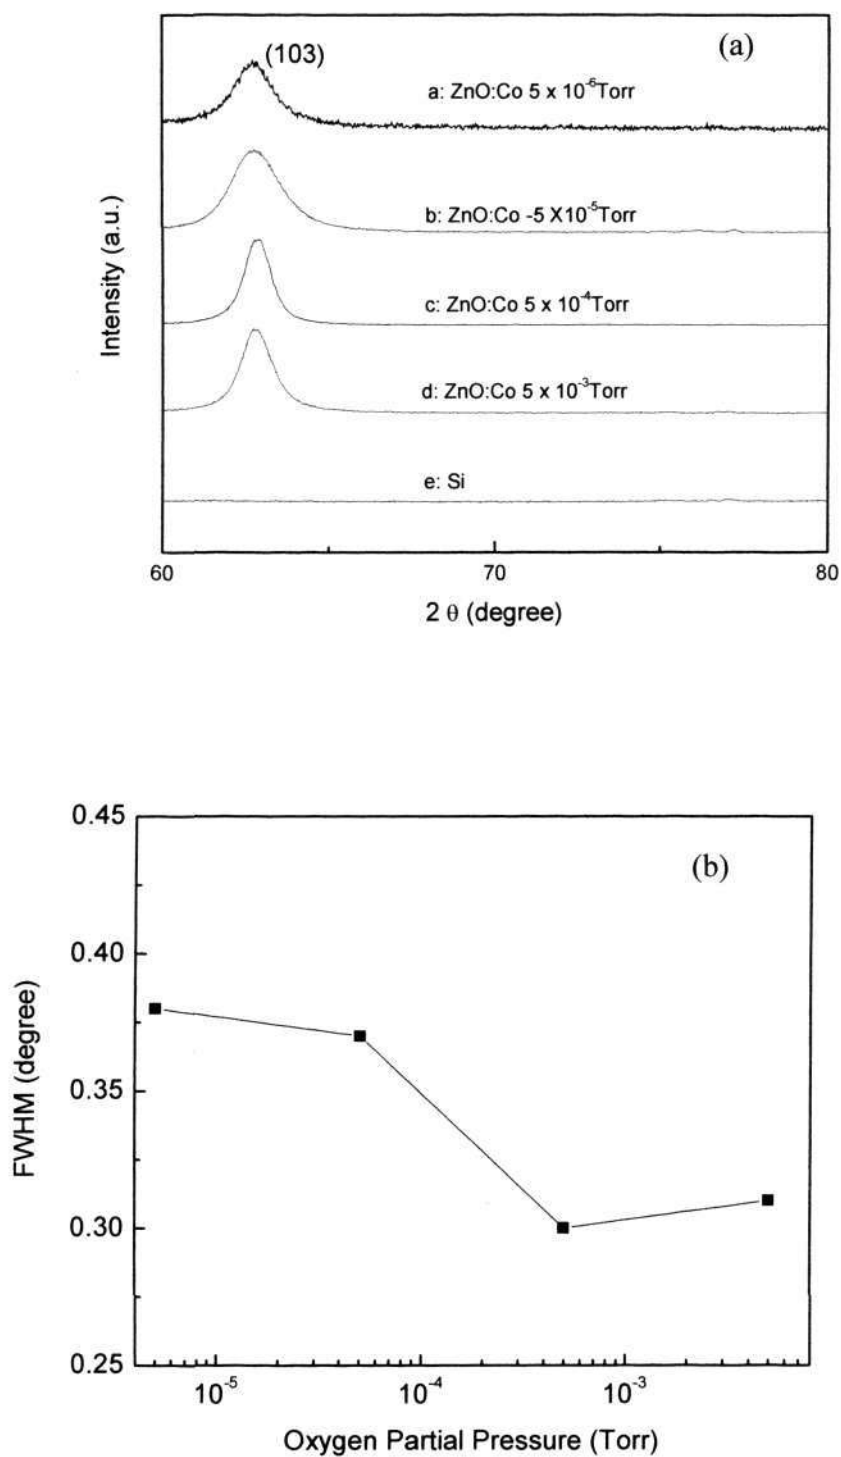 (a)
(103)
a: ZnO:Co 5 x 10⁻⁶Torr
b: ZnO:Co -5 X10⁻⁵Torr
c: ZnO:Co 5 x 10⁻⁴Torr
d: ZnO:Co 5 x 10⁻³Torr
e: Si
Intensity (a.u.)
60 70 80
2 θ (degree)
(b)
0.45
0.40
0.35
0.30
0.25
FWHM (degree)
10⁻⁵ 10⁻⁴ 10⁻³
Oxygen Partial Pressure (Torr)